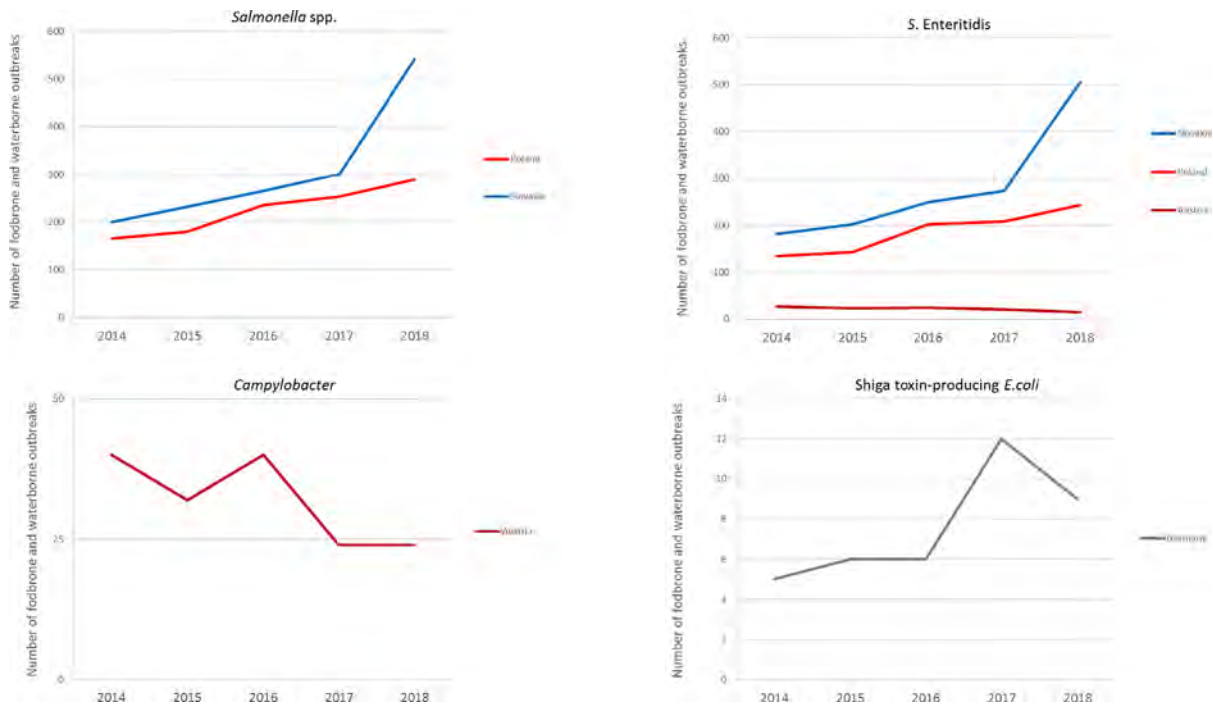 Salmonella spp.
Number of fodbrone and waterborne outbreaks
600
500
400
300
200
100
0
2014 2015 2016 2017 2018
S. Enteritidis
Number of fodbrone and waterborne outbreaks
600
500
400
300
200
100
0
2014 2015 2016 2017 2018
Poland
Campylobacter
Number of fodbrone and waterborne outbreaks
50
25
0
2014 2015 2016 2017 2018
Shiga toxin-producing E.coli
Number of fodbrone and waterborne outbreaks
14
12
10
8
6
4
2
0
2014 2015 2016 2017 2018